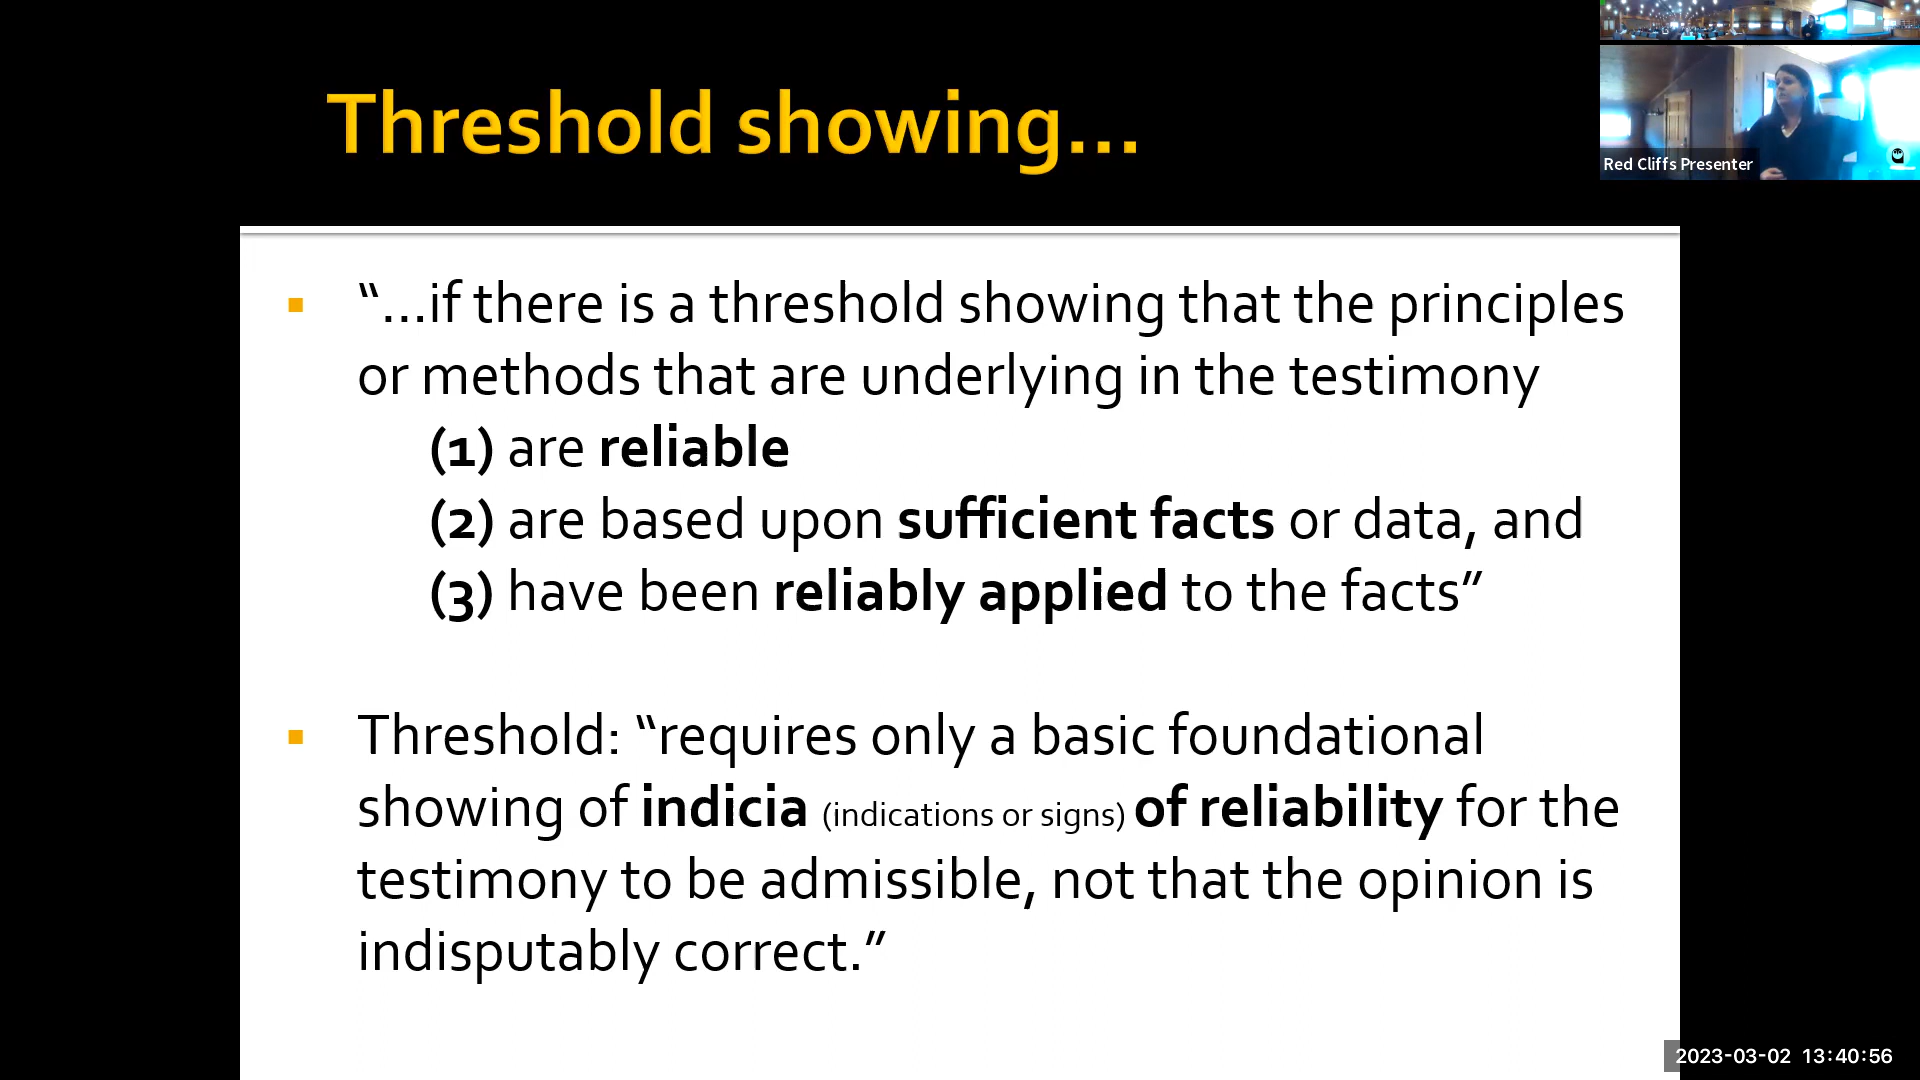 Threshold showing...
Red Cliffs Presenter
▪ “...if there is a threshold showing that the principles
or methods that are underlying in the testimony
(1) are reliable
(2) are based upon sufficient facts or data, and
(3) have been reliably applied to the facts”
▪ Threshold: “requires only a basic foundational
showing of indicia (indications or signs) of reliability for the
testimony to be admissible, not that the opinion is
indisputably correct.”
2023-03-02 13:40:56